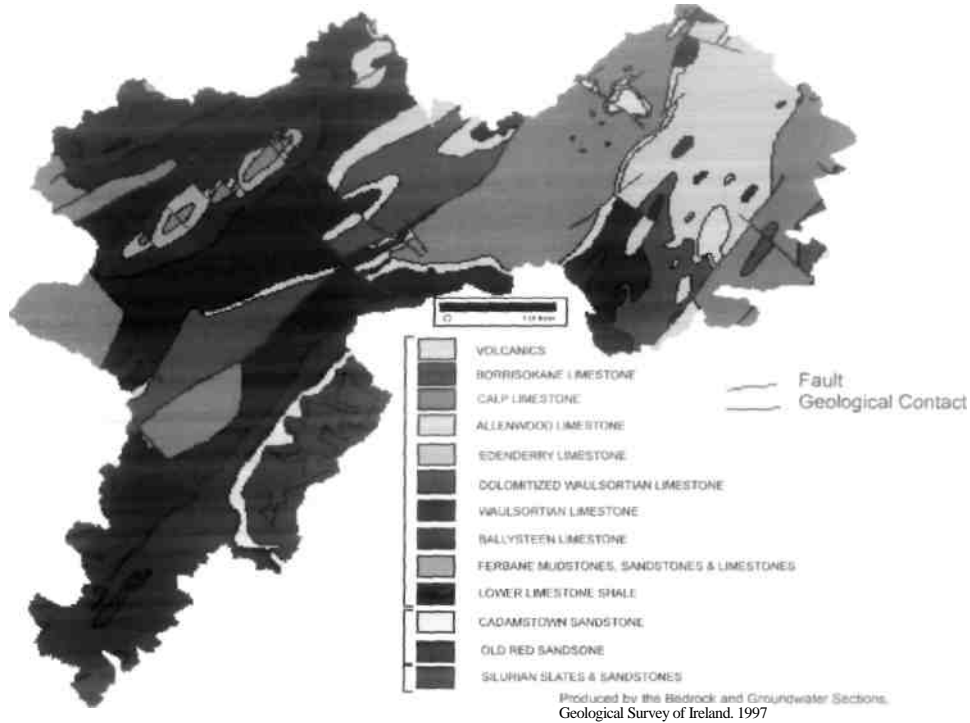 VOLCANICS
BORRISOKANE LIMESTONE
CALP LIMESTONE
ALLENWOOD LIMESTONE
EDENDERRY LIMESTONE
DOLOMITIZED WAULSORTIAN LIMESTONE
WAULSORTIAN LIMESTONE
BALLYSTEEN LIMESTONE
FERBANE MUDSTONES, SANDSTONES & LIMESTONES
LOWER LIMESTONE SHALE
CADAMSTOWN SANDSTONE
OLD RED SANDSONE
SILURIAN SLATES & SANDSTONES
Fault
Geological Contact
Produced by the Bedrock and Groundwater Sections,
Geological Survey of Ireland. 1997